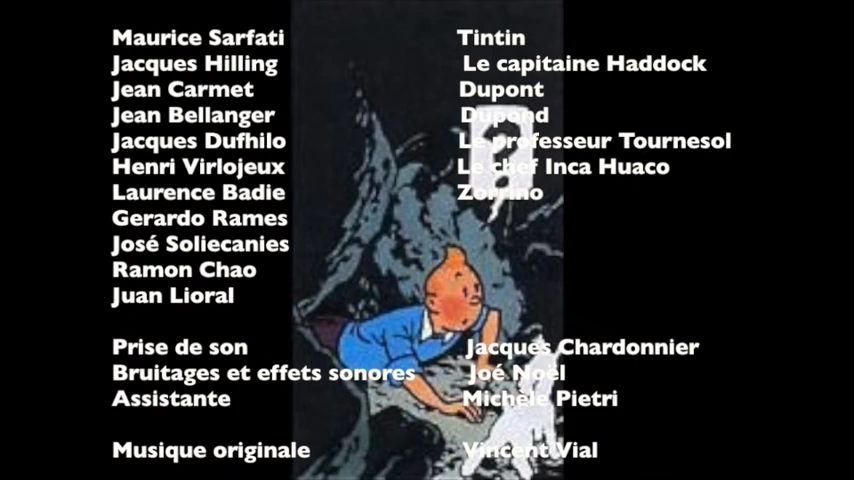 Maurice Sarfati Tintin
Jacques Hilling Le capitaine Haddock
Jean Carmet Dupont
Jean Bellanger Dupond
Jacques Dufhilo Le professeur Tournesol
Henri Virlojeux Le chef Inca Huaco
Laurence Badie Zorrino
Gerardo Rames
José Soliecanies
Ramon Chao
Juan Lioral
Prise de son Jacques Chardonnier
Bruitages et effets sonores Joé Noël
Assistante Michèle Pietri
Musique originale Vincent Vial
?